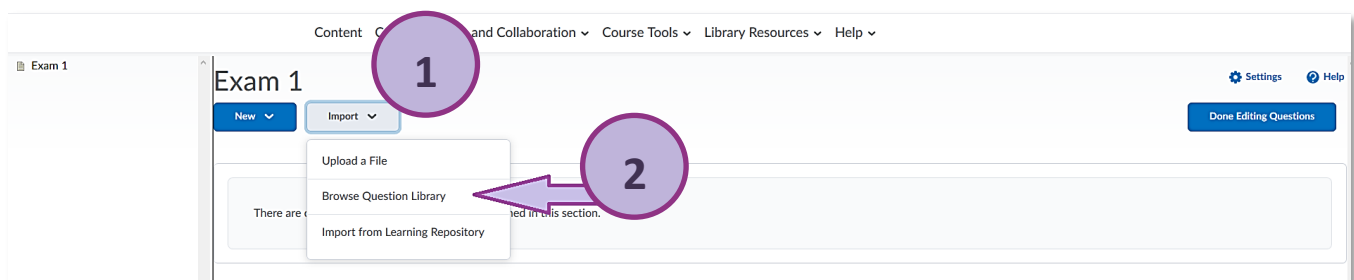 Content C and Collaboration Course Tools Library Resources Help
1
Exam 1
Exam 1
Settings Help
New Import
Done Editing Questions
Upload a File
2
Browse Question Library
There are in this section.
Import from Learning Repository